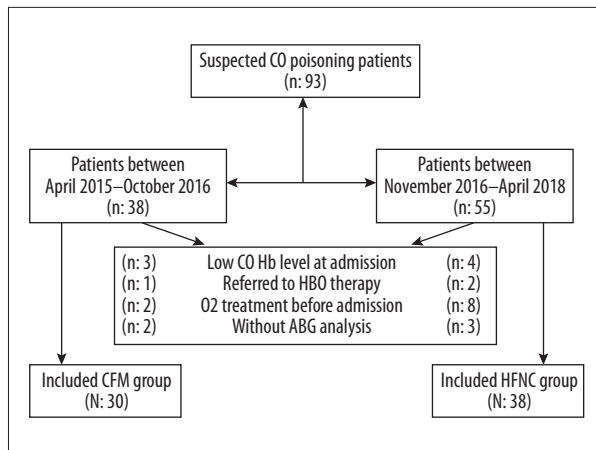 Suspected CO poisoning patients
(n: 93)
Patients between
April 2015–October 2016
(n: 38)
Patients between
November 2016–April 2018
(n: 55)
(n: 3) Low CO Hb level at admission (n: 4)
(n: 1) Referred to HBO therapy (n: 2)
(n: 2) O2 treatment before admission (n: 8)
(n: 2) Without ABG analysis (n: 3)
Included CFM group
(N: 30)
Included HFNC group
(N: 38)